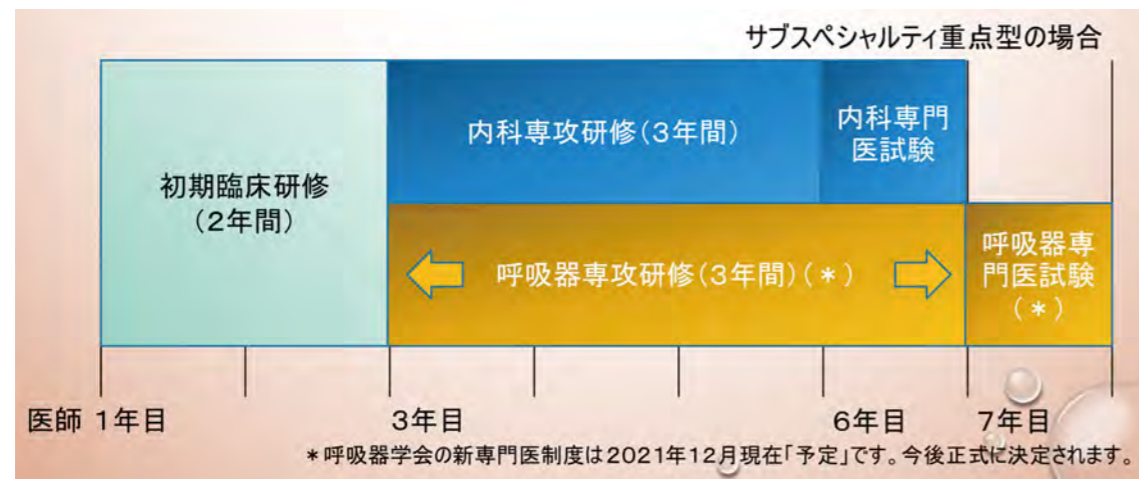 サブスペシャルティ重点型の場合
内科専攻研修(3年間)
内科専門
医試験
初期臨床研修
(2年間)
呼吸器専攻研修(3年間)(*)
呼吸器専
門医試験
(*)
医師 1年目
3年目
6年目
7年目
*呼吸器学会の新専門医制度は2021年12月現在「予定」です。今後正式に決定されます。